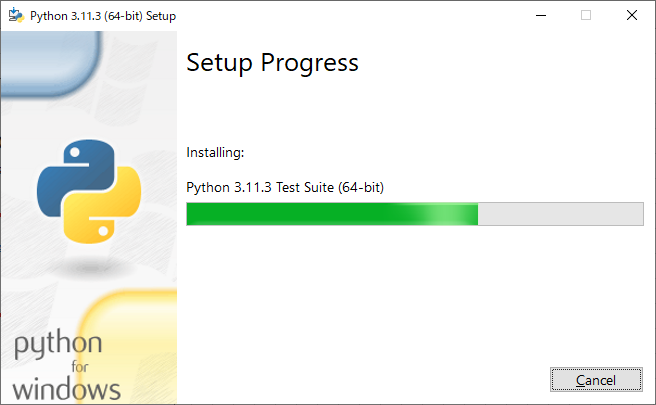 Python 3.11.3 (64-bit) Setup
Setup Progress
Installing:
Python 3.11.3 Test Suite (64-bit)
python
for
windows
Cancel